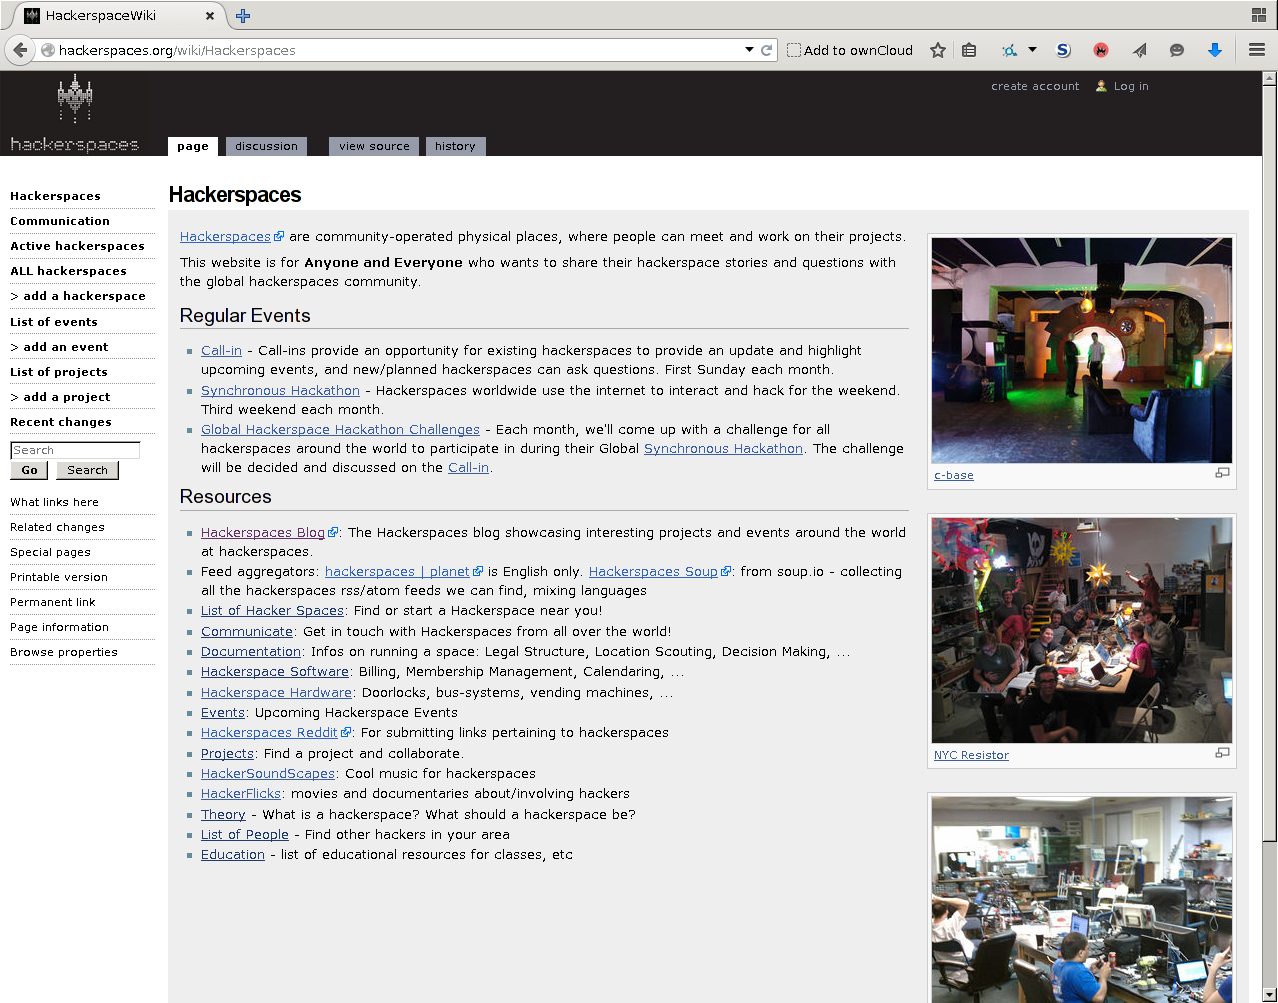 HackerspaceWiki
hackerspaces.org/wiki/Hackerspaces
Add to ownCloud
S
create account
Log in
hackerspaces
page
discussion
view source
history
Hackerspaces
Communication
Active hackerspaces
ALL hackerspaces
> add a hackerspace
List of events
> add an event
List of projects
> add a project
Recent changes
Search
Go
Search
What links here
Related changes
Special pages
Printable version
Permanent link
Page information
Browse properties
Hackerspaces
Hackerspaces are community-operated physical places, where people can meet and work on their projects.
This website is for Anyone and Everyone who wants to share their hackerspace stories and questions with
the global hackerspaces community.
Regular Events
Call-in - Call-ins provide an opportunity for existing hackerspaces to provide an update and highlight
upcoming events, and new/planned hackerspaces can ask questions. First Sunday each month.
Synchronous Hackathon - Hackerspaces worldwide use the internet to interact and hack for the weekend.
Third weekend each month.
Global Hackerspace Hackathon Challenges - Each month, we'll come up with a challenge for all
hackerspaces around the world to participate in during their Global Synchronous Hackathon. The challenge
will be decided and discussed on the Call-in.
Resources
Hackerspaces Blog: The Hackerspaces blog showcasing interesting projects and events around the world
at hackerspaces.
Feed aggregators: hackerspaces | planet is English only. Hackerspaces Soup: from soup.io - collecting
all the hackerspaces rss/atom feeds we can find, mixing languages
List of Hacker Spaces: Find or start a Hackerspace near you!
Communicate: Get in touch with Hackerspaces from all over the world!
Documentation: Infos on running a space: Legal Structure, Location Scouting, Decision Making, ...
Hackerspace Software: Billing, Membership Management, Calendaring, ...
Hackerspace Hardware: Doorlocks, bus-systems, vending machines, ...
Events: Upcoming Hackerspace Events
Hackerspaces Reddit: For submitting links pertaining to hackerspaces
Projects: Find a project and collaborate.
HackerSoundScapes: Cool music for hackerspaces
HackerFlicks: movies and documentaries about/involving hackers
Theory - What is a hackerspace? What should a hackerspace be?
List of People - Find other hackers in your area
Education - list of educational resources for classes, etc
c-base
NYC Resistor